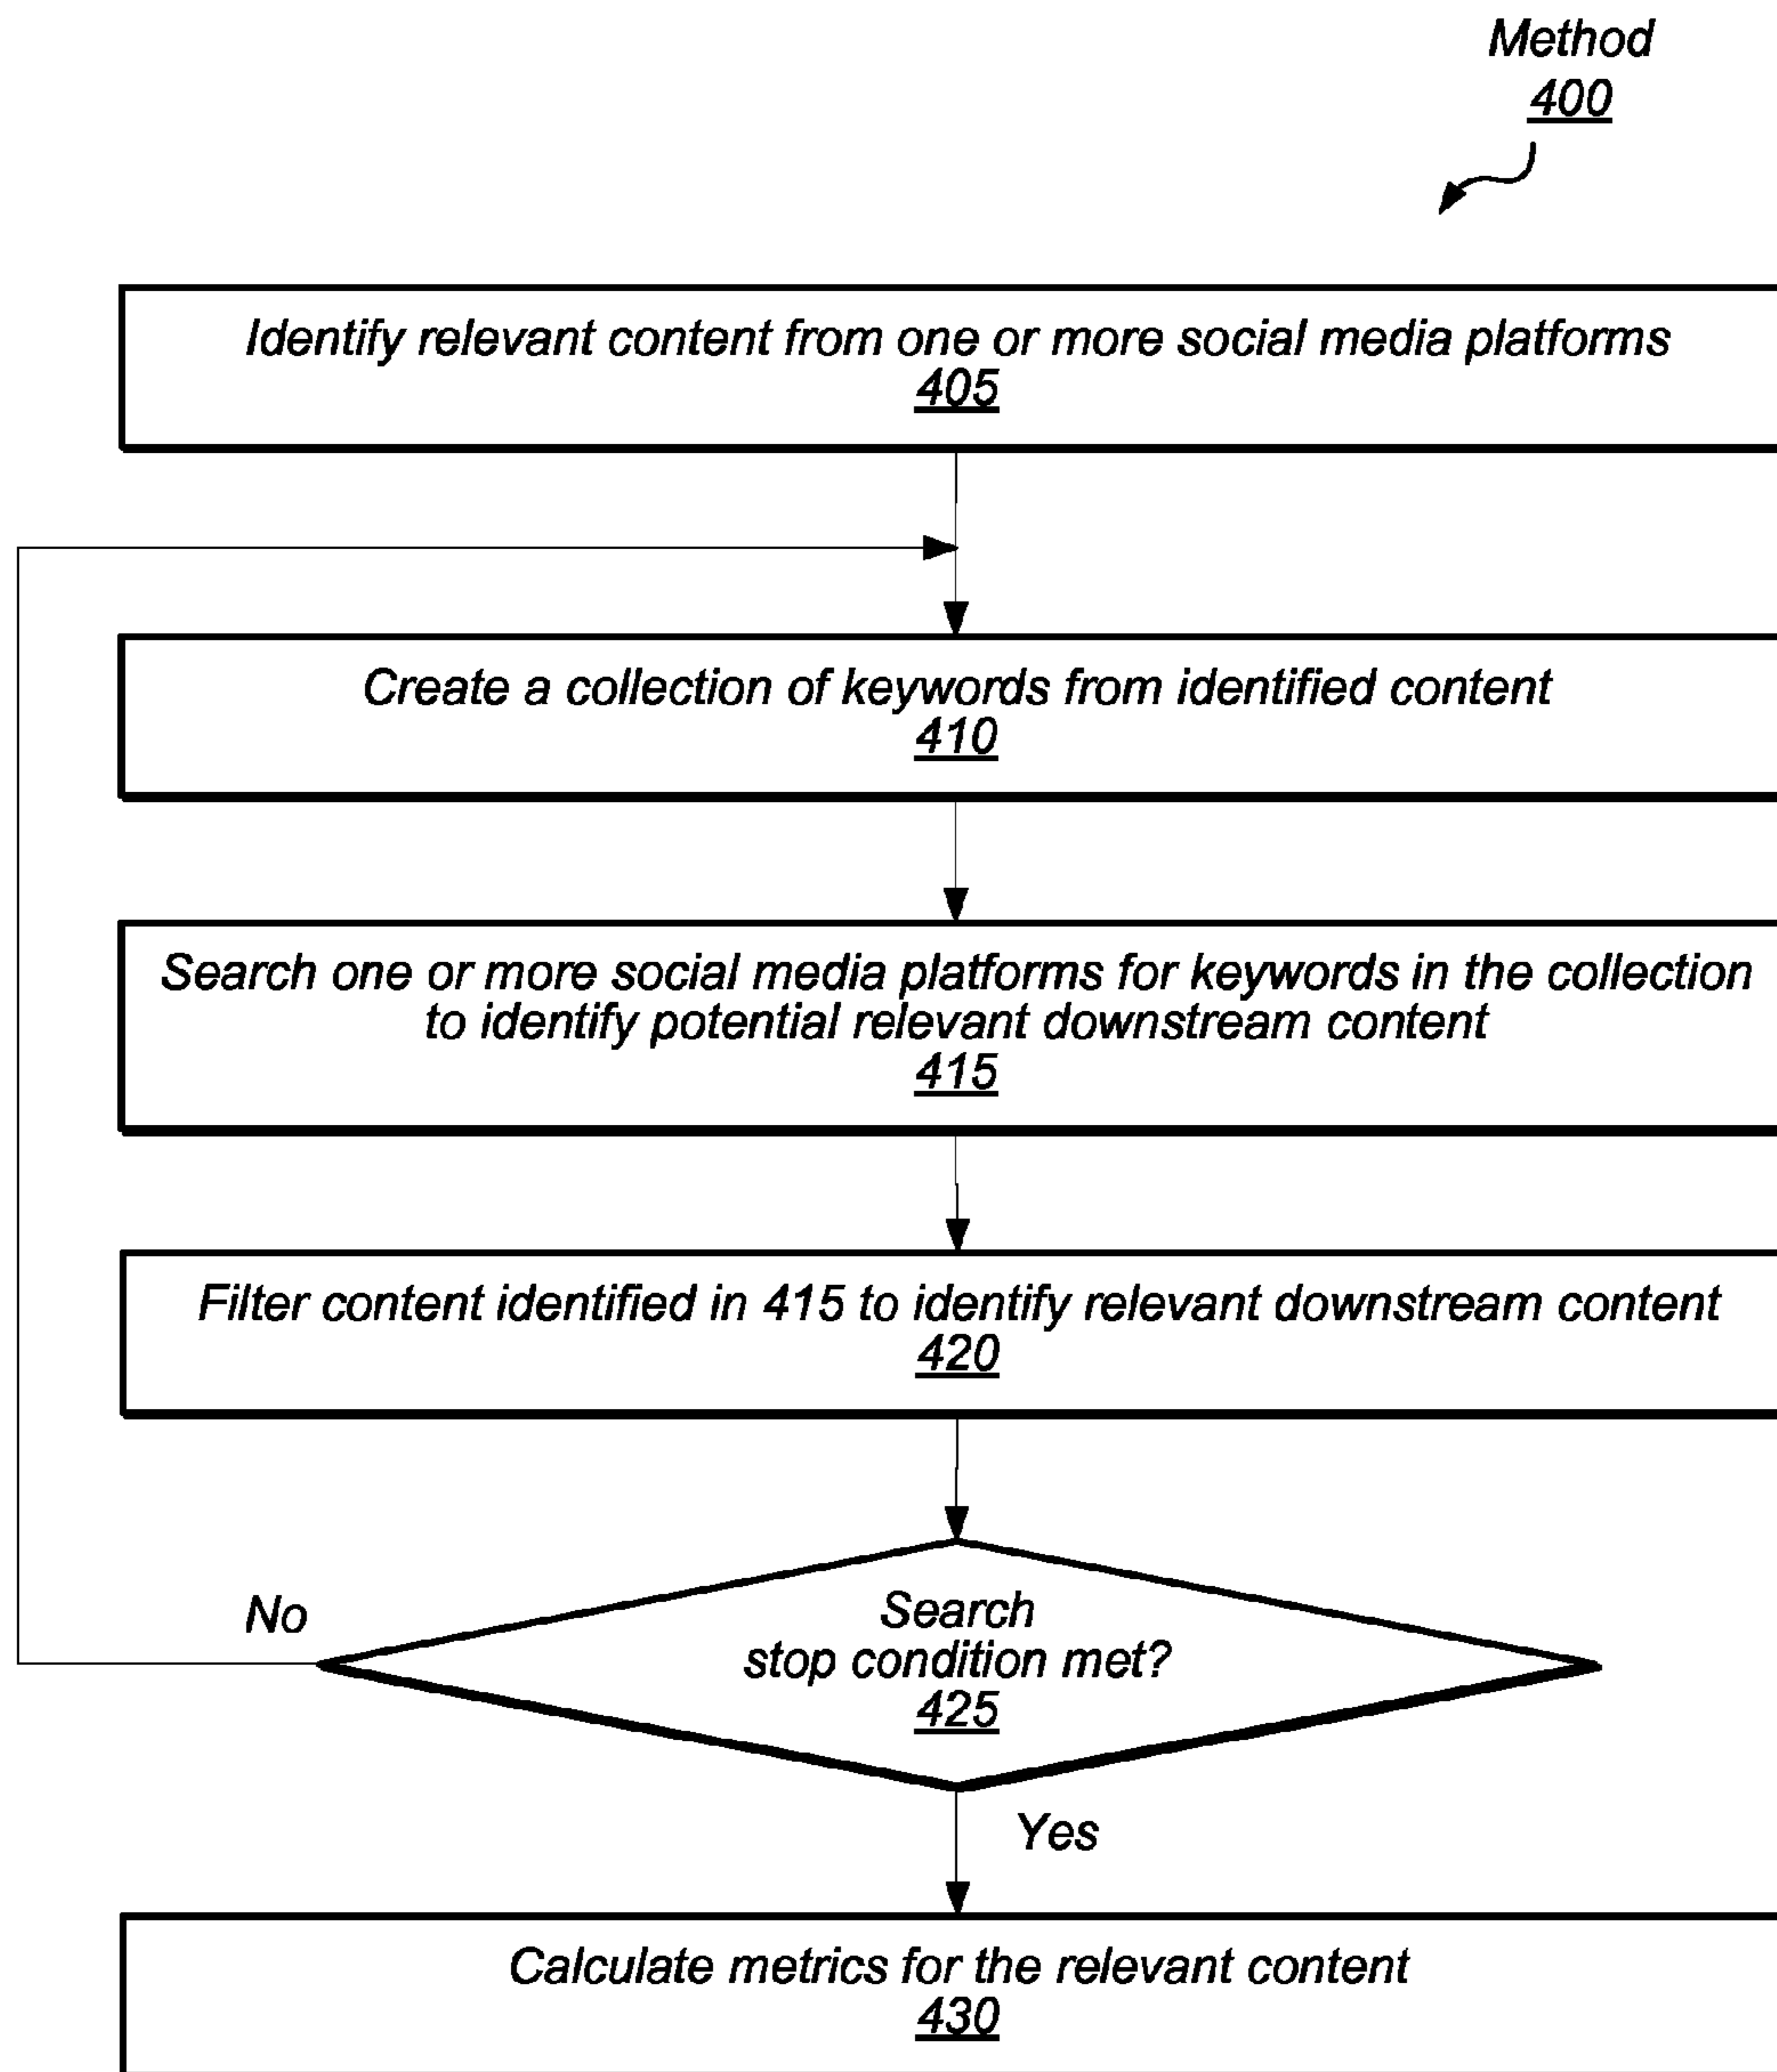 Method
400
Identify relevant content from one or more social media platforms
405
Create a collection of keywords from identified content
410
Search one or more social media platforms for keywords in the collection
to identify potential relevant downstream content
415
Filter content identified in 415 to identify relevant downstream content
420
Search
No
stop condition met?
425
Yes
Calculate metrics for the relevant content
430